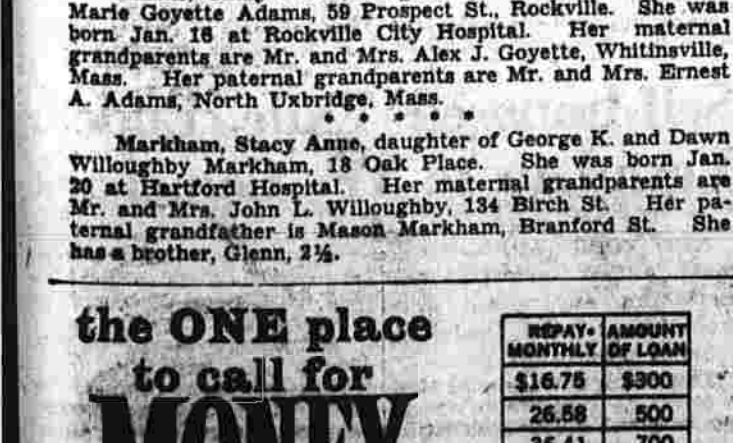 Marie Goyette Adams, 59 Prospect St., Rockville. She was
born Jan. 16 at Rockville City Hospital. Her maternal
grandparents are Mr. and Mrs. Alex J. Goyette, Whitinsville,
Mass. Her paternal grandparents are Mr. and Mrs. Ernest
A. Adams, North Uxbridge, Mass.
* * * * *
Markham, Stacy Anne, daughter of George K. and Dawn
Willoughby Markham, 18 Oak Place. She was born Jan.
20 at Hartford Hospital. Her maternal grandparents are
Mr. and Mrs. John L. Willoughby, 134 Birch St. Her pa-
ternal grandfather is Mason Markham, Branford St. She
has a brother, Glenn, 2½.
the ONE place
to call for
MONEY
REPAY AMOUNT
MONTHLY OF LOAN
$16.75 $300
26.58 500
700